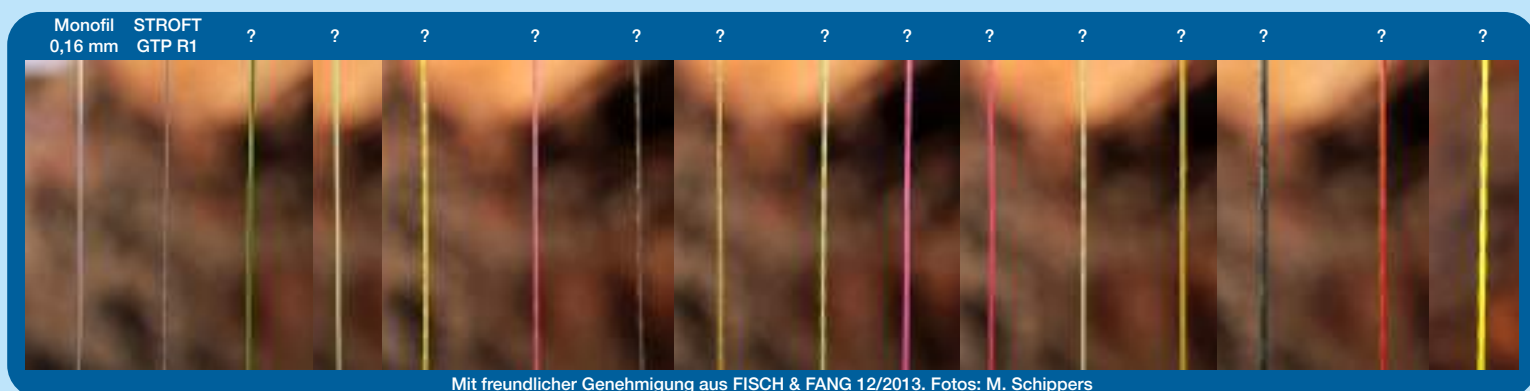 Monofil 0,16 mm
STROFT GTP R1
? ? ? ? ? ? ? ? ? ? ? ? ? ?
Mit freundlicher Genehmigung aus FISCH & FANG 12/2013. Fotos: M. Schippers